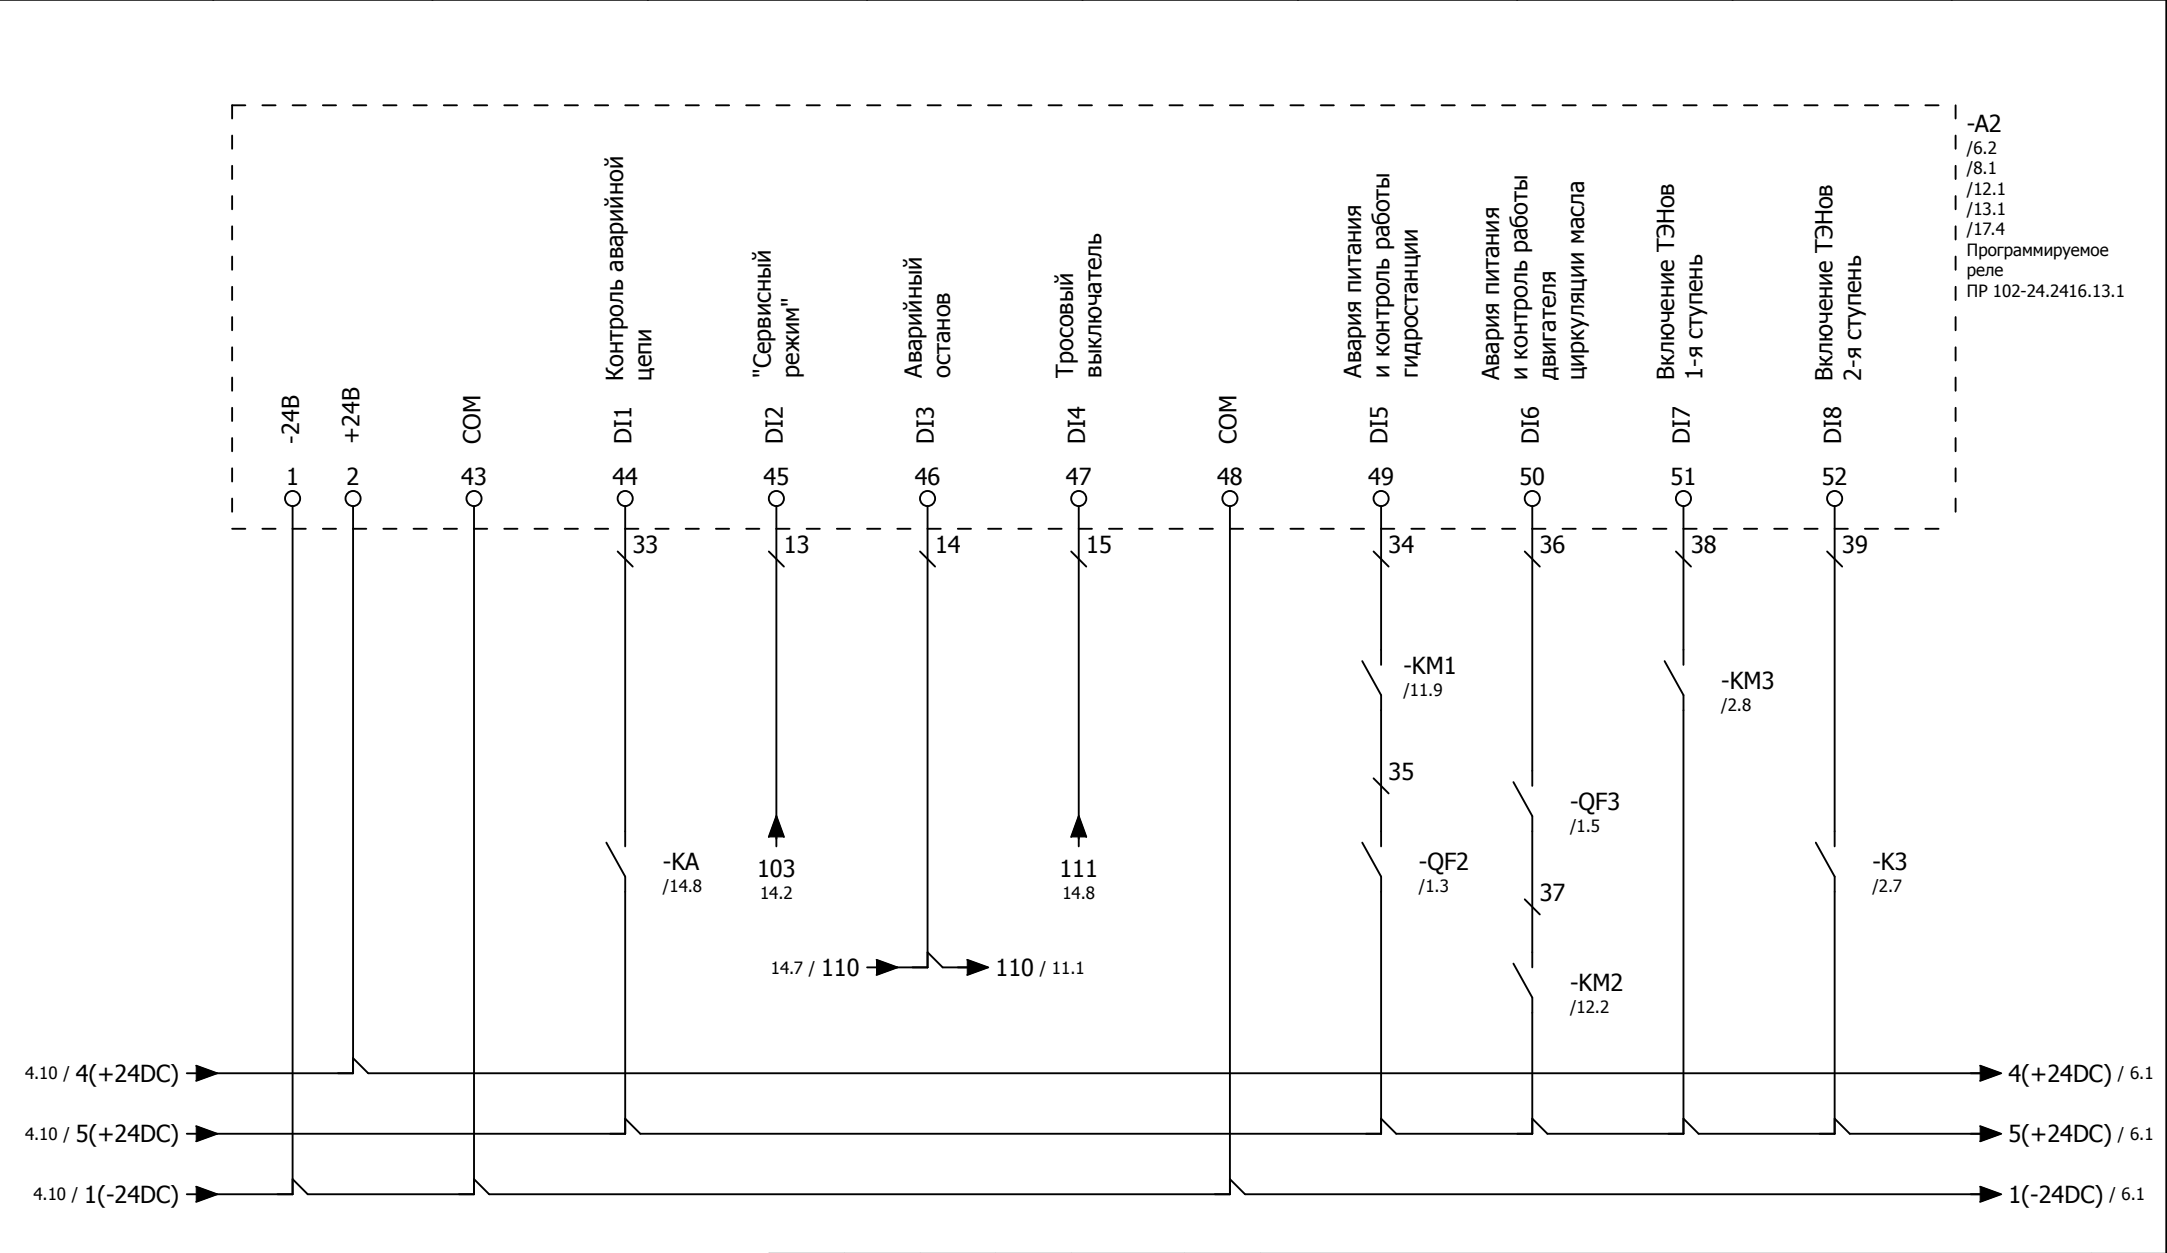 -A2
/6.2
/8.1
/12.1
/13.1
/17.4
Программируемое
реле
ПР 102-24.2416.13.1
-24В
+24В
COM
Контроль аварийной
цепи
DI1
"Сервисный
режим"
DI2
Аварийный
останов
DI3
Тросовый
выключатель
DI4
COM
Авария питания
и контроль работы
гидростанции
DI5
Авария питания
и контроль работы
двигателя
циркуляции масла
DI6
Включение ТЭНов
1-я ступень
DI7
Включение ТЭНов
2-я ступень
DI8
1
2
43
44
45
46
47
48
49
50
51
52
33
13
14
15
34
36
38
39
-KM1
/11.9
-KM3
/2.8
35
-QF3
/1.5
-KA
/14.8
103
14.2
111
14.8
-QF2
/1.3
37
-K3
/2.7
14.7 / 110
110 / 11.1
-KM2
/12.2
4.10 / 4(+24DC)
4(+24DC) / 6.1
4.10 / 5(+24DC)
5(+24DC) / 6.1
4.10 / 1(-24DC)
1(-24DC) / 6.1